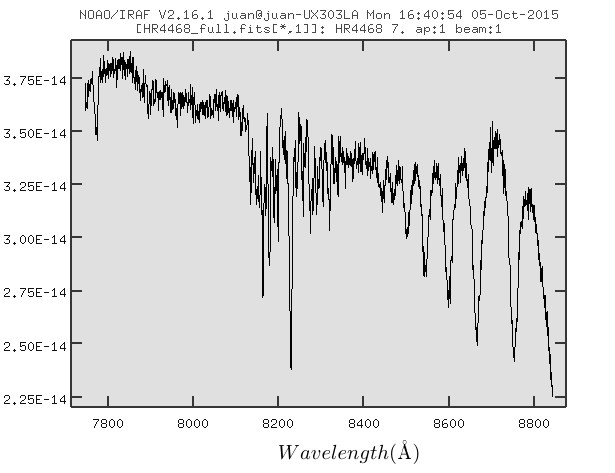 NOAO/IRAF V2.16.1 juan@juan-UX303LA Mon 16:40:54 05-Oct-2015
[HR4468_full.fits[*,1]]: HR4468 7. ap:1 beam:1
3.75E-14
3.50E-14
3.25E-14
3.00E-14
2.75E-14
2.50E-14
2.25E-14
7800 8000 8200 8400 8600 8800
Wavelength(Å)